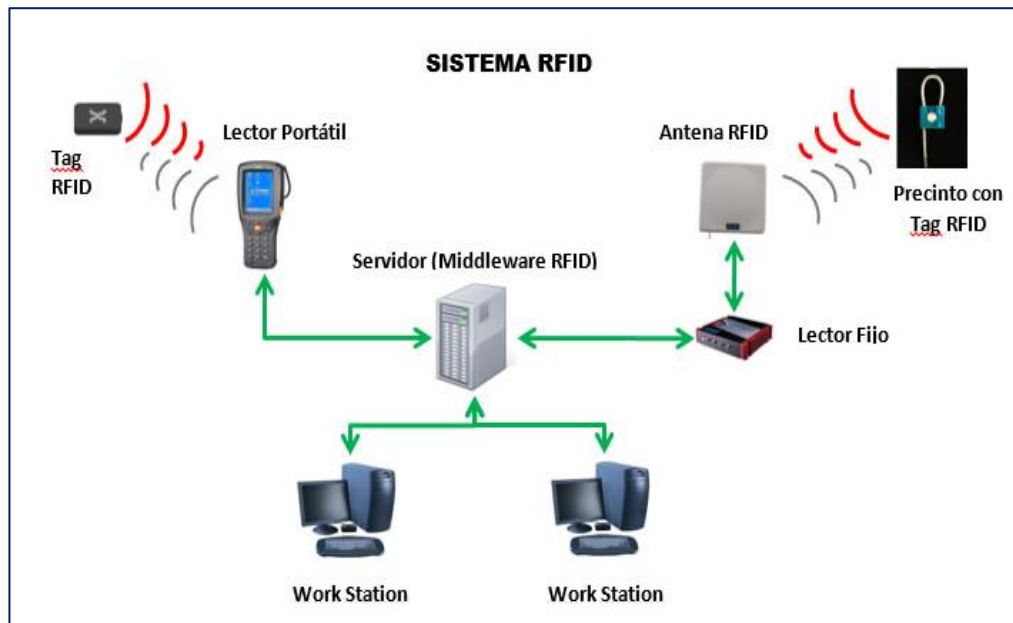 SISTEMA RFID
Tag
RFID
Lector Portátil
Antena RFID
Precinto con
Tag RFID
Servidor (Middleware RFID)
Lector Fijo
Work Station
Work Station